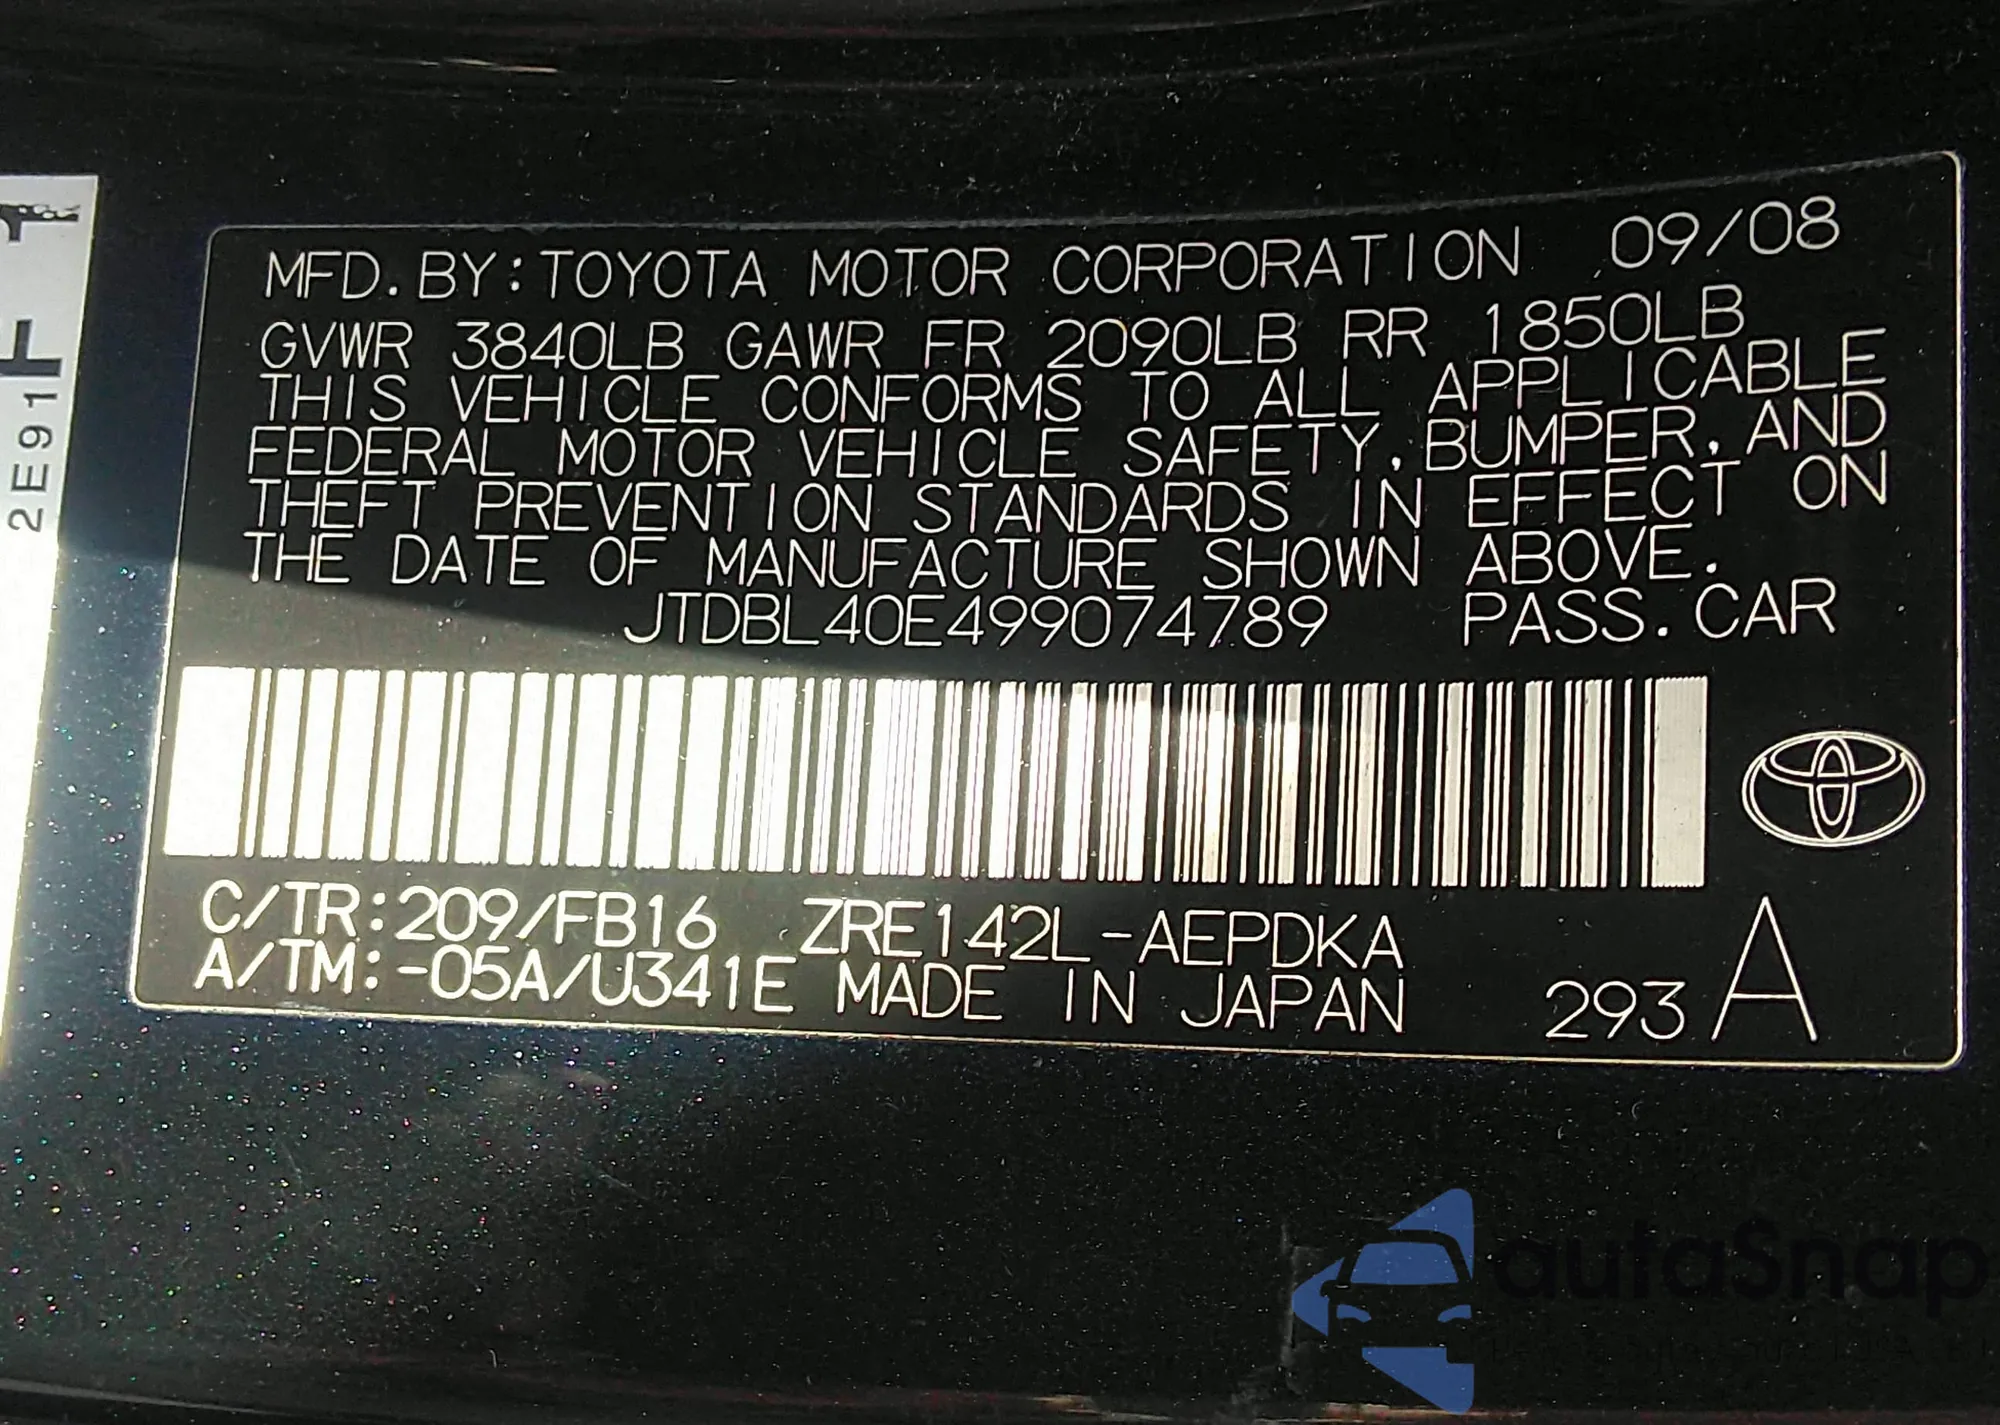 MFD. BY: TOYOTA MOTOR CORPORATION 09/08
GVWR 3840LB GAWR FR 2090LB RR 1850LB
THIS VEHICLE CONFORMS TO ALL APPLICABLE
FEDERAL MOTOR VEHICLE SAFETY, BUMPER, AND
THEFT PREVENTION STANDARDS IN EFFECT ON
THE DATE OF MANUFACTURE SHOWN ABOVE.
JTDBL40E499074789 PASS. CAR
C/TR: 209/FB16 ZRE142L-AEPDKA
A/TM: -05A/U341E MADE IN JAPAN 293 A
2E91
autaSnap